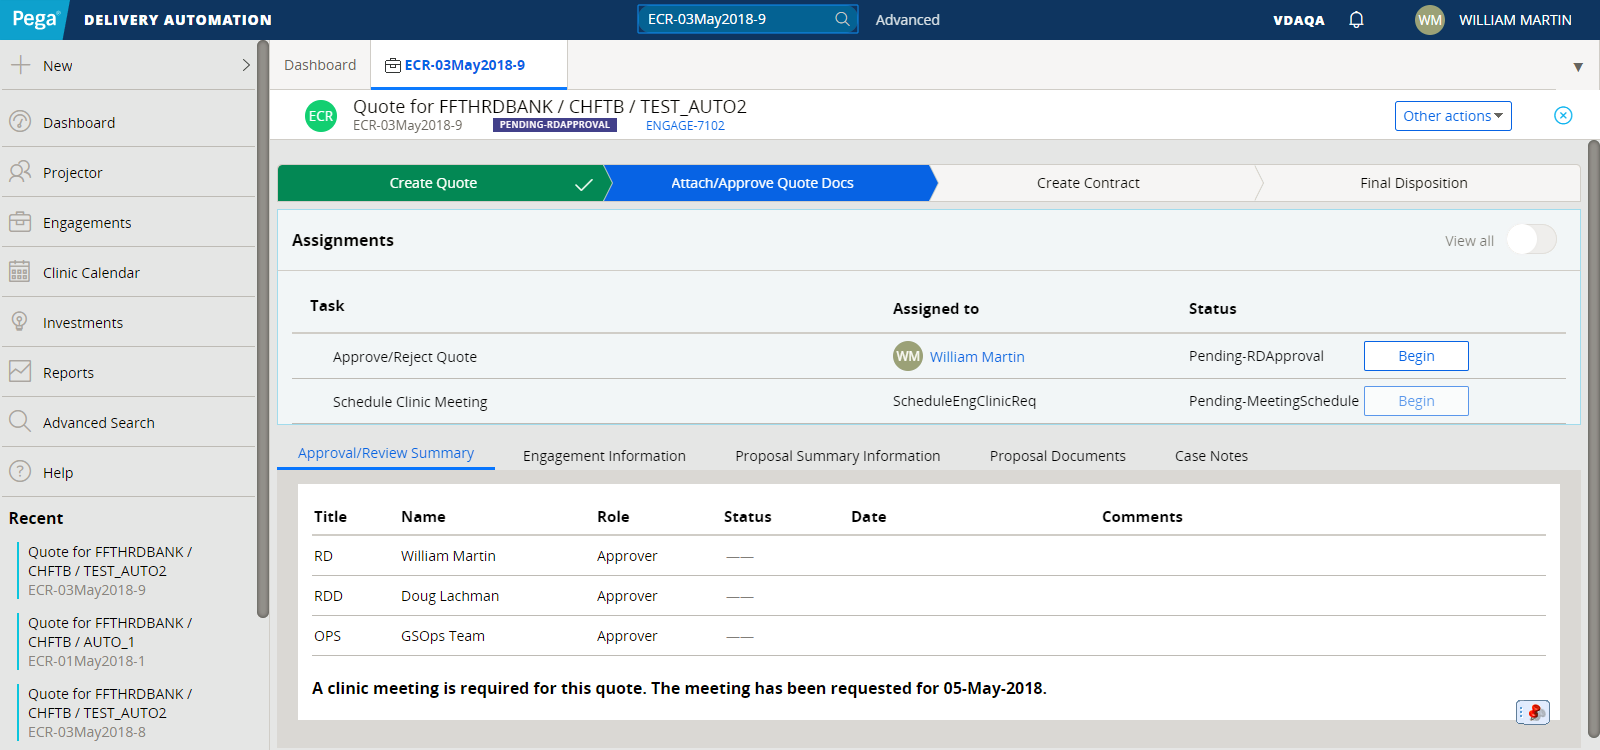 Pega DELIVERY AUTOMATION
ECR-03May2018-9
Advanced
VDAQA
WM WILLIAM MARTIN
New
Dashboard
Projector
Engagements
Clinic Calendar
Investments
Reports
Advanced Search
Help
Recent
Quote for FFTHRDBANK /
CHFTB / TEST_AUTO2
ECR-03May2018-9
Quote for FFTHRDBANK /
CHFTB / AUTO_1
ECR-01May2018-1
Quote for FFTHRDBANK /
CHFTB / TEST_AUTO2
ECR-03May2018-8
Dashboard ECR-03May2018-9
ECR
Quote for FFTHRDBANK / CHFTB / TEST_AUTO2
ECR-03May2018-9 PENDING-RDAPPROVAL ENGAGE-7102
Other actions
Create Quote Attach/Approve Quote Docs Create Contract Final Disposition
Assignments View all
Task Assigned to Status
Approve/Reject Quote WM William Martin Pending-RDApproval Begin
Schedule Clinic Meeting ScheduleEngClinicReq Pending-MeetingSchedule Begin
Approval/Review Summary Engagement Information Proposal Summary Information Proposal Documents Case Notes
Title Name Role Status Date Comments
RD William Martin Approver ——
RDD Doug Lachman Approver ——
OPS GSOps Team Approver ——
A clinic meeting is required for this quote. The meeting has been requested for 05-May-2018.